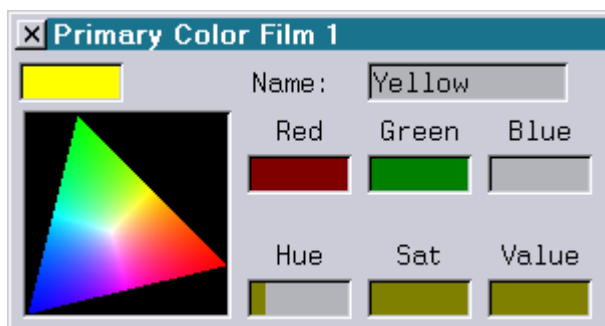 Primary Color Film 1
Name: Yellow
Red Green Blue
Hue Sat Value